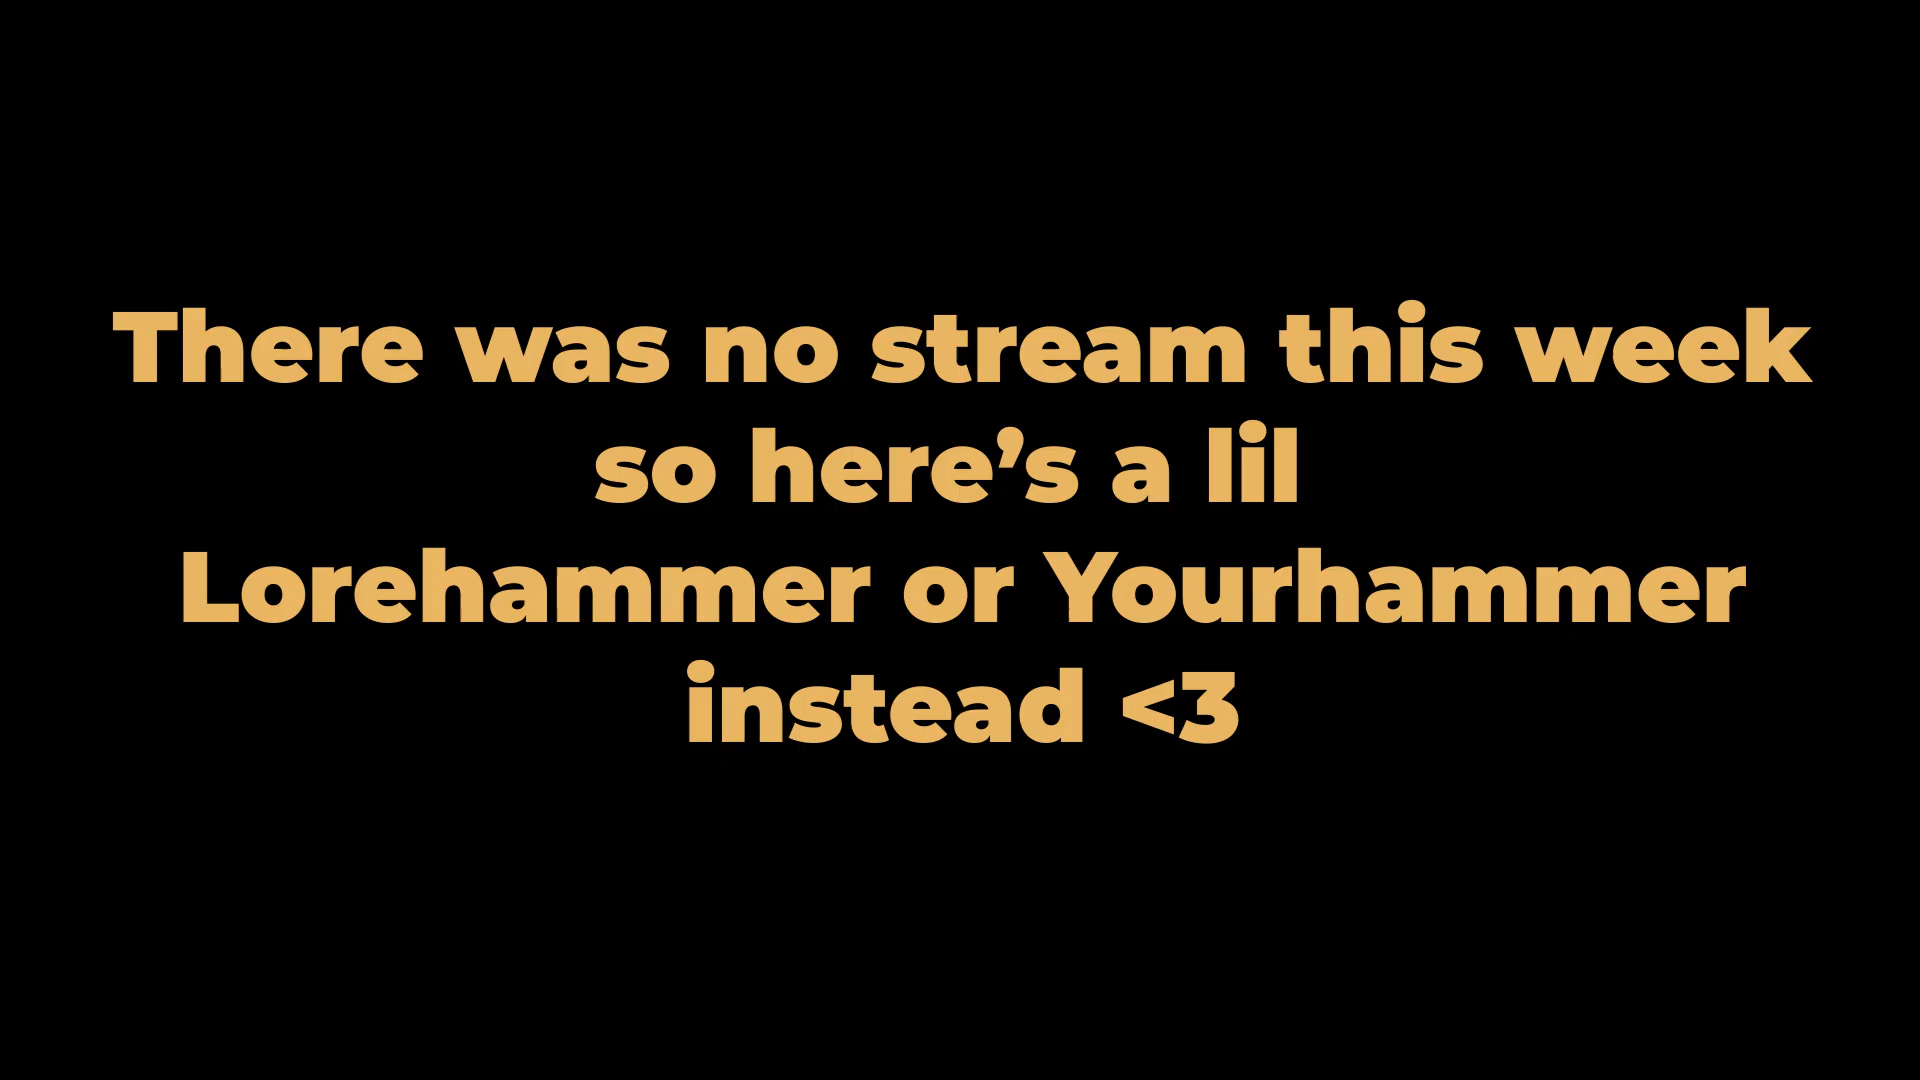 There was no stream this week
so here’s a lil
Lorehammer or Yourhammer
instead <3